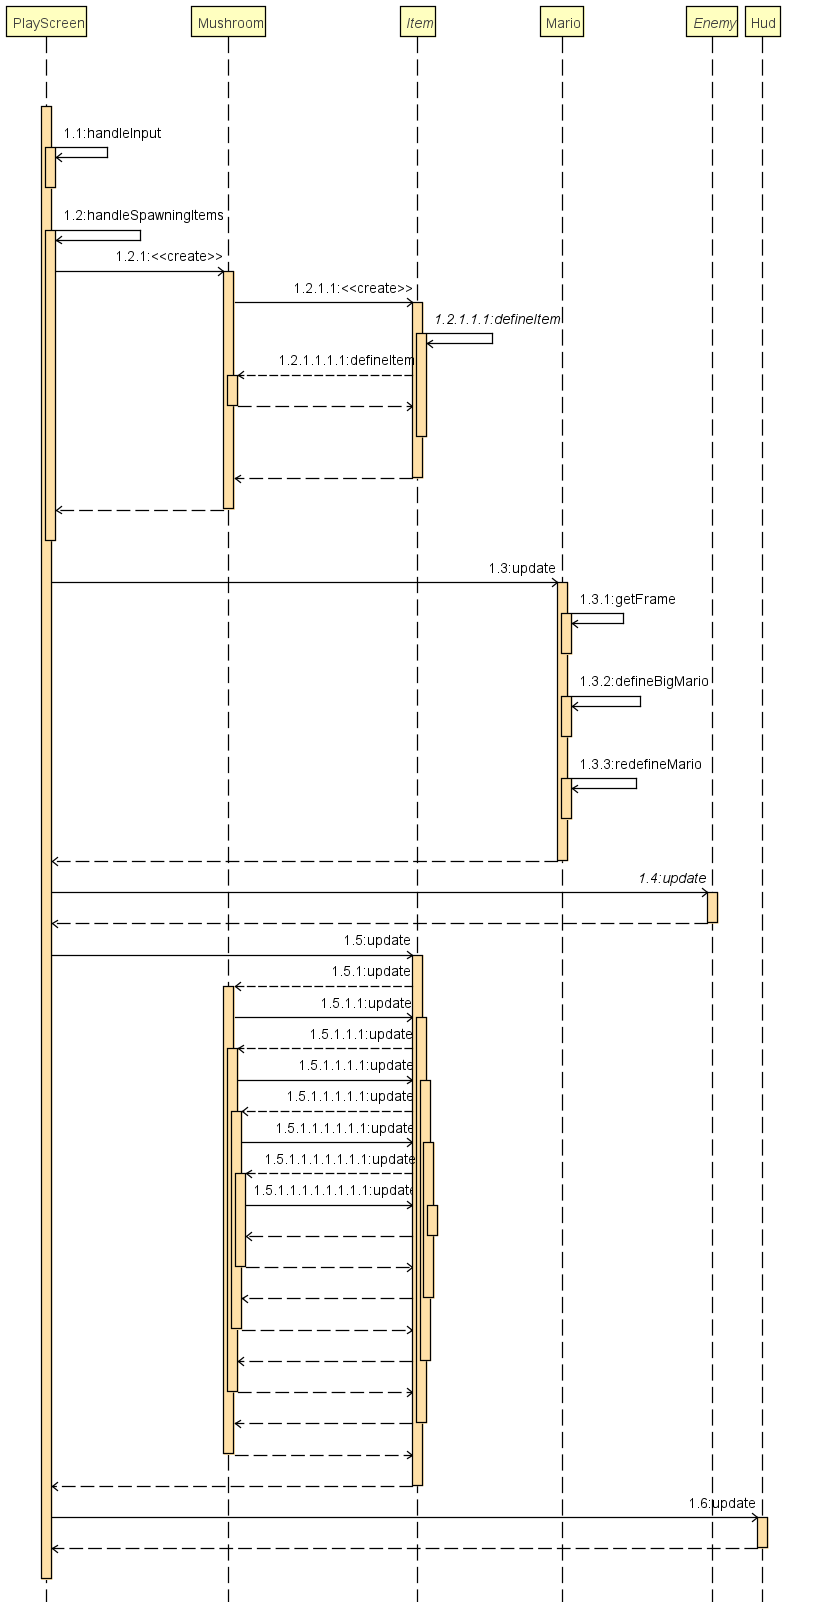 PlayScreen
Mushroom
Item
Mario
Enemy
Hud
1.1:handleInput
1.2:handleSpawningItems
1.2.1:<<create>>
1.2.1.1:<<create>>
1.2.1.1.1:defineItem
1.2.1.1.1.1:defineItem
1.3:update
1.3.1:getFrame
1.3.2:defineBigMario
1.3.3:redefineMario
1.4:update
1.5:update
1.5.1:update
1.5.1.1:update
1.5.1.1.1:update
1.5.1.1.1.1:update
1.5.1.1.1.1.1:update
1.5.1.1.1.1.1.1:update
1.5.1.1.1.1.1.1.1:update
1.5.1.1.1.1.1.1.1.1:update
1.6:update